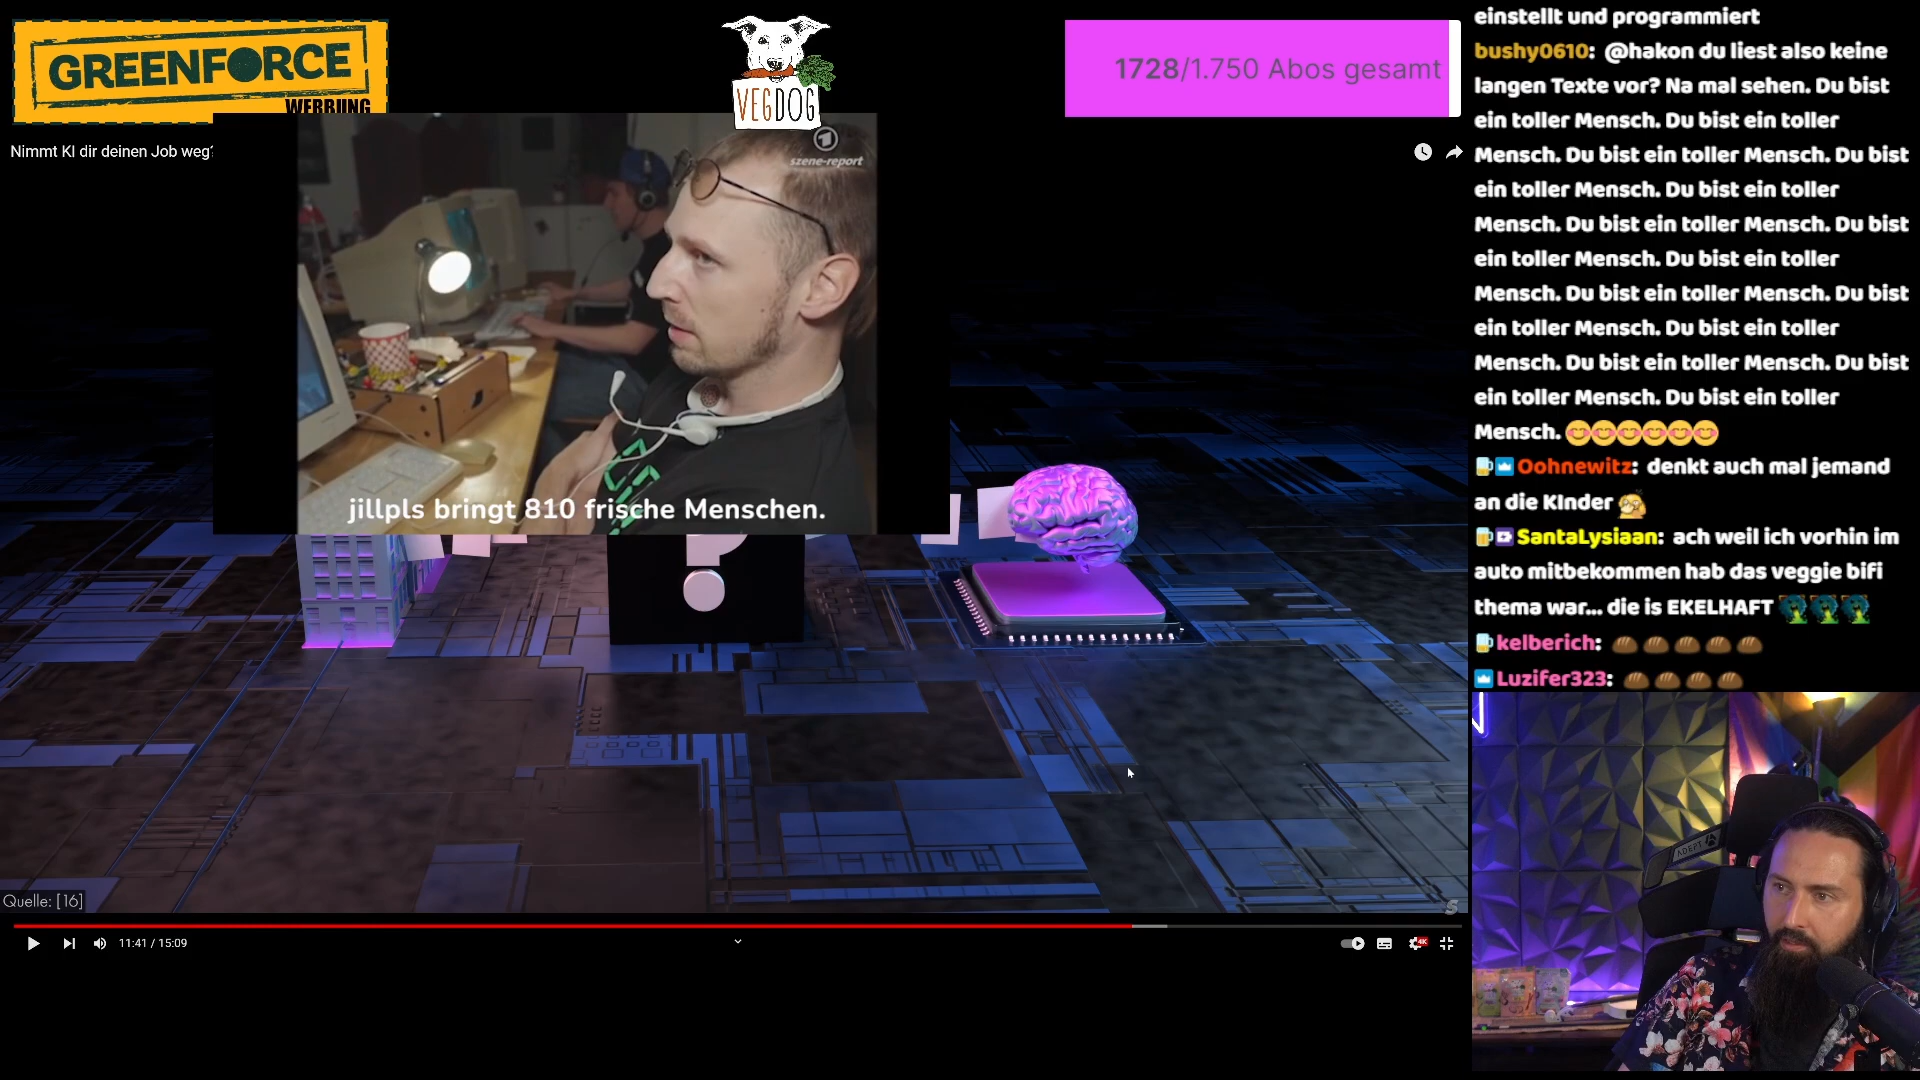 GREENFORCE
WERBUNG
VEGDOG
1728/1.750 Abos gesamt
Nimmt KI dir deinen Job weg?
szene-report
jillpls bringt 810 frische Menschen.
?
Quelle: [16]
11:41 / 15:09
4K
einstellt und programmiert
bushy0610: @hakon du liest also keine
langen Texte vor? Na mal sehen. Du bist
ein toller Mensch. Du bist ein toller
Mensch. Du bist ein toller Mensch. Du bist
ein toller Mensch. Du bist ein toller
Mensch. Du bist ein toller Mensch. Du bist
ein toller Mensch. Du bist ein toller
Mensch. Du bist ein toller Mensch. Du bist
ein toller Mensch. Du bist ein toller
Mensch. Du bist ein toller Mensch. Du bist
ein toller Mensch. Du bist ein toller
Mensch. 😊😊😊😊😊😊
Oohnewitz: denkt auch mal jemand
an die KInder
SantaLysiaan: ach weil ich vorhin im
auto mitbekommen hab das veggie bifi
thema war... die is EKELHAFT
kelberich:
Luzifer323:
ADEPT